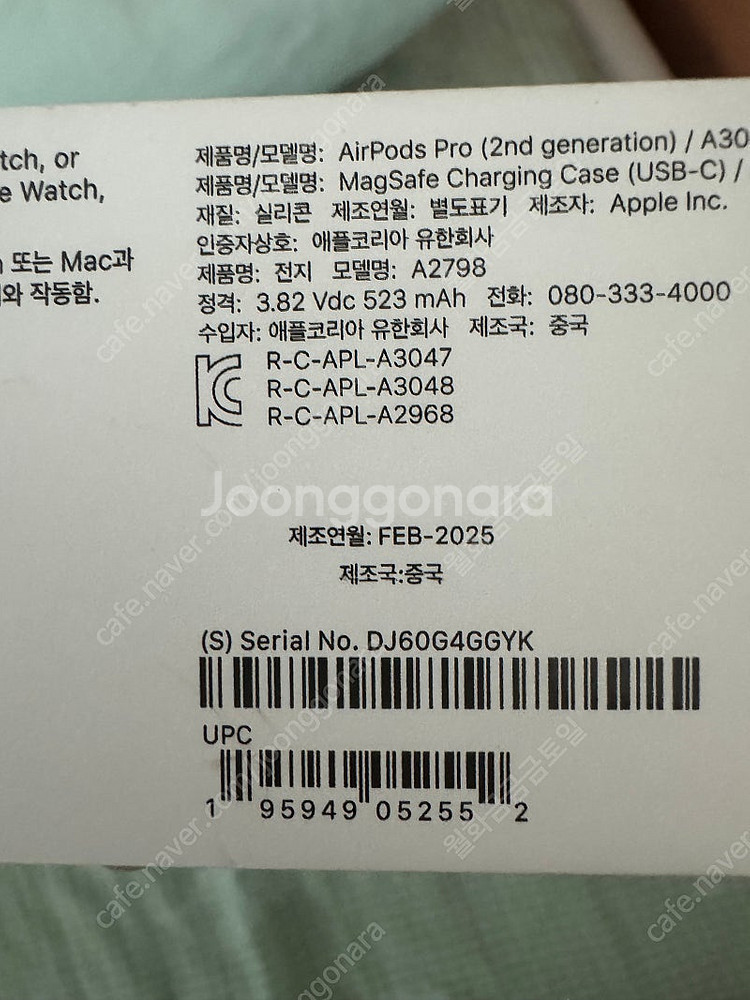 tch, or
e Watch,
또는 Mac과
와 작동함.
제품명/모델명: AirPods Pro (2nd generation) / A30
제품명/모델명: MagSafe Charging Case (USB-C) /
재질: 실리콘 제조연월: 별도표기 제조자: Apple Inc.
인증자상호: 애플코리아 유한회사
제품명: 전지 모델명: A2798
정격: 3.82 Vdc 523 mAh 전화: 080-333-4000
수입자: 애플코리아 유한회사 제조국: 중국
R-C-APL-A3047
R-C-APL-A3048
R-C-APL-A2968
Joonggonara
제조연월: FEB-2025
제조국:중국
(S) Serial No. DJ60G4GGYK
UPC
1 95949 05255 2
cafe.naver.com/joonggonara